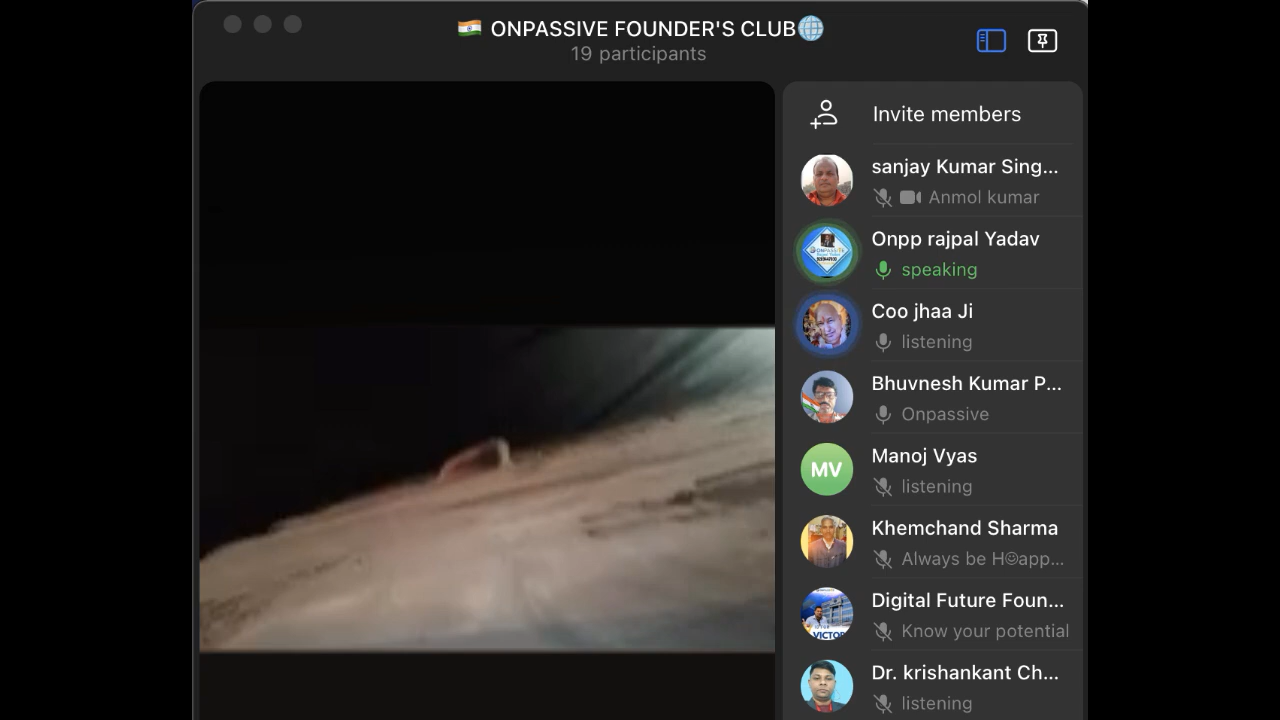 🇮🇳 ONPASSIVE FOUNDER'S CLUB🌐
19 participants
Invite members
sanjay Kumar Sing...
Anmol kumar
Onpp rajpal Yadav
speaking
Coo jhaa Ji
listening
Bhuvnesh Kumar P...
Onpassive
MV
Manoj Vyas
listening
Khemchand Sharma
Always be H☺app...
Digital Future Foun...
Know your potential
VICTOR
Dr. krishankant Ch...
listening